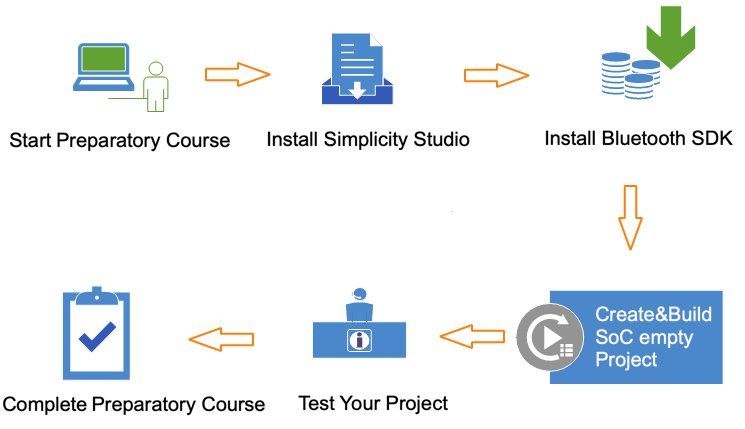 Start Preparatory Course
Install Simplicity Studio
Install Bluetooth SDK
Create&Build
SoC empty
Project
Test Your Project
Complete Preparatory Course